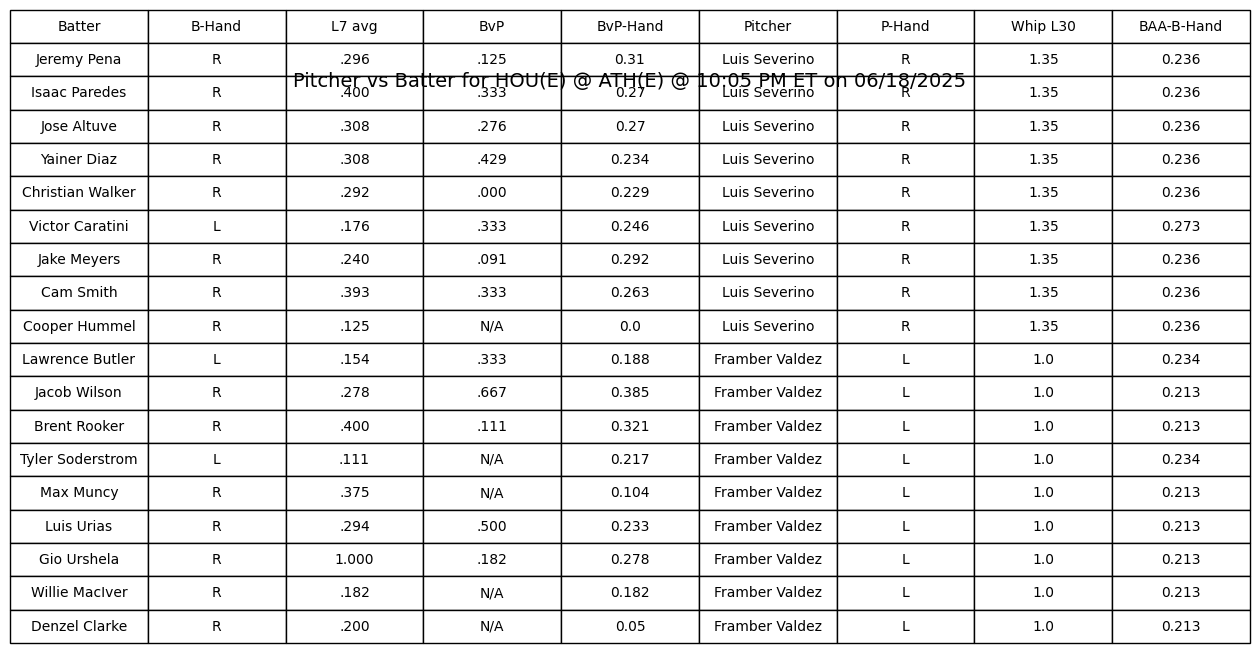 Batter B-Hand L7 avg BvP BvP-Hand Pitcher P-Hand Whip L30 BAA-B-Hand
Jeremy Pena R .296 .125 0.31 Luis Severino R 1.35 0.236
Pitcher vs Batter for HOU(E) @ ATH(E) @ 10:05 PM ET on 06/18/2025
Isaac Paredes R .400 .333 0.27 Luis Severino R 1.35 0.236
Jose Altuve R .308 .276 0.27 Luis Severino R 1.35 0.236
Yainer Diaz R .308 .429 0.234 Luis Severino R 1.35 0.236
Christian Walker R .292 .000 0.229 Luis Severino R 1.35 0.236
Victor Caratini L .176 .333 0.246 Luis Severino R 1.35 0.273
Jake Meyers R .240 .091 0.292 Luis Severino R 1.35 0.236
Cam Smith R .393 .333 0.263 Luis Severino R 1.35 0.236
Cooper Hummel R .125 N/A 0.0 Luis Severino R 1.35 0.236
Lawrence Butler L .154 .333 0.188 Framber Valdez L 1.0 0.234
Jacob Wilson R .278 .667 0.385 Framber Valdez L 1.0 0.213
Brent Rooker R .400 .111 0.321 Framber Valdez L 1.0 0.213
Tyler Soderstrom L .111 N/A 0.217 Framber Valdez L 1.0 0.234
Max Muncy R .375 N/A 0.104 Framber Valdez L 1.0 0.213
Luis Urias R .294 .500 0.233 Framber Valdez L 1.0 0.213
Gio Urshela R 1.000 .182 0.278 Framber Valdez L 1.0 0.213
Willie MacIver R .182 N/A 0.182 Framber Valdez L 1.0 0.213
Denzel Clarke R .200 N/A 0.05 Framber Valdez L 1.0 0.213